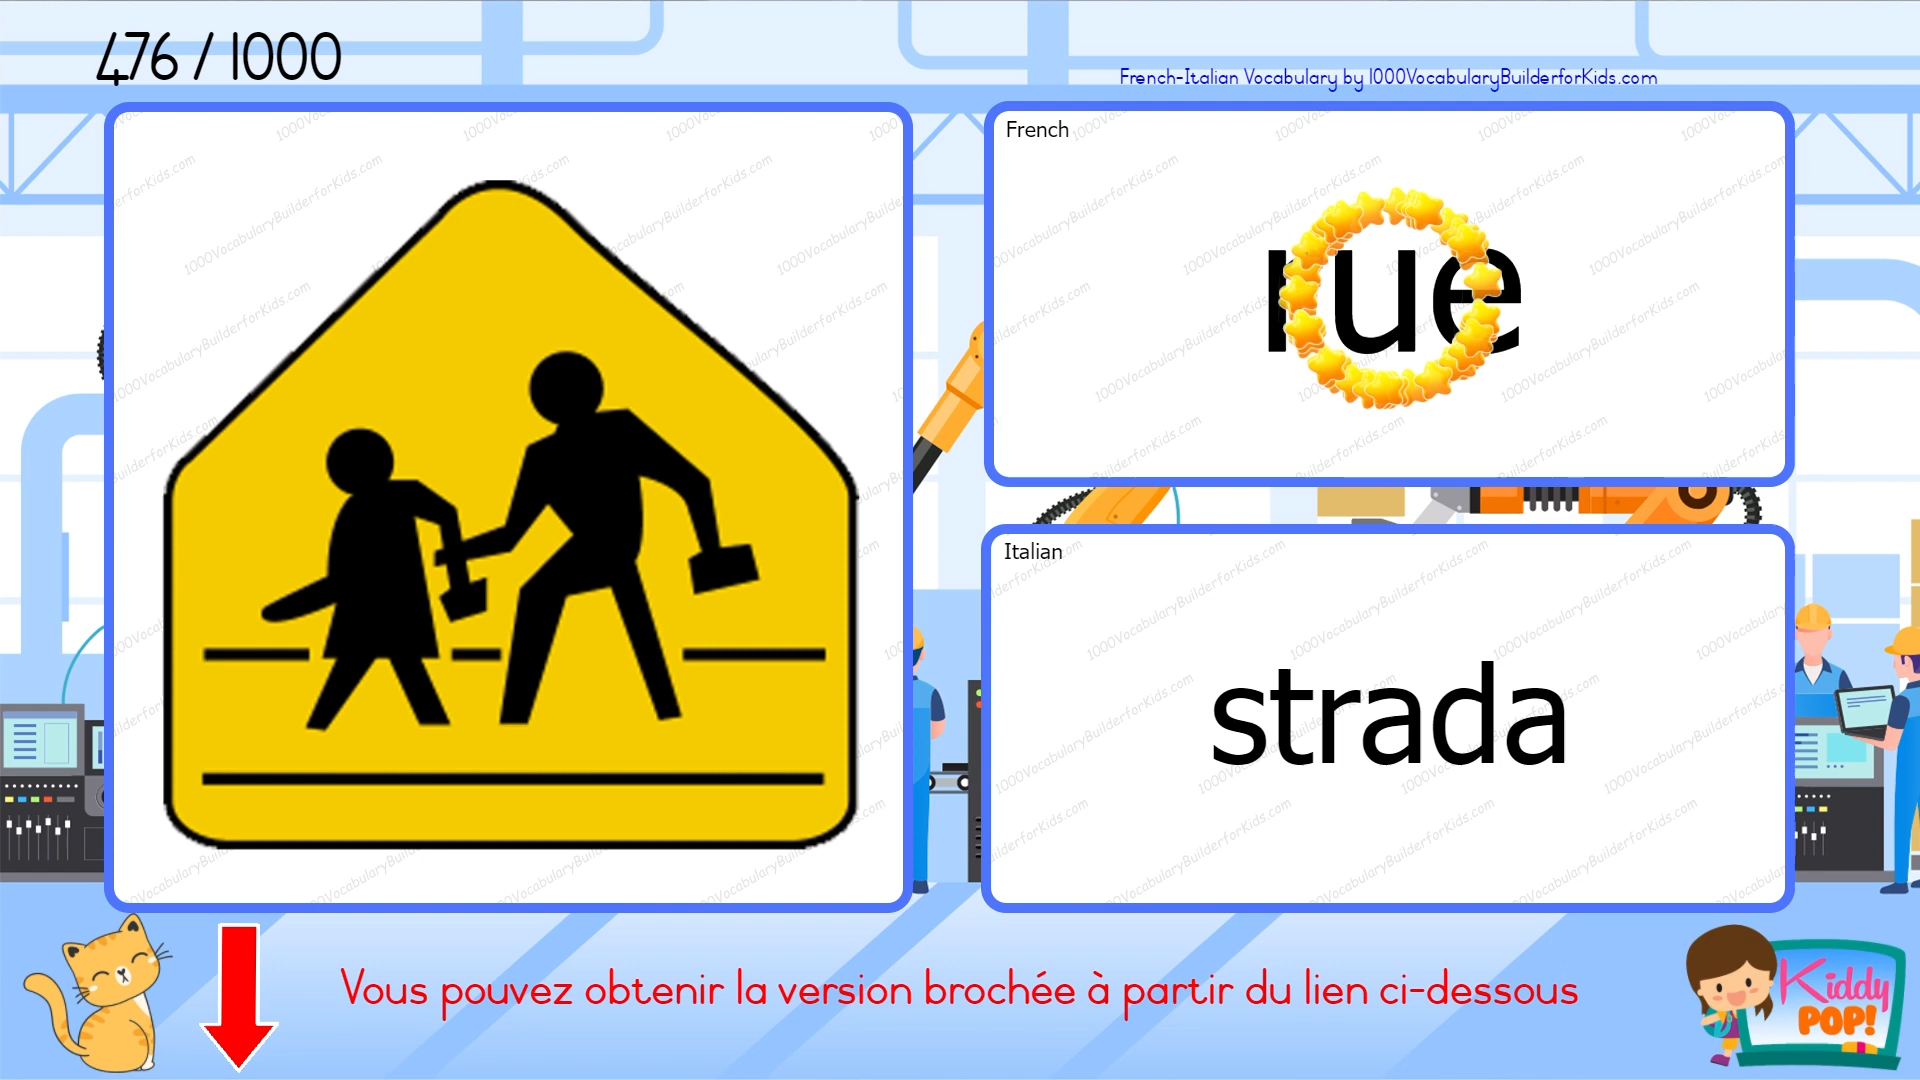 476 / 1000
French-Italian Vocabulary by 1000VocabularyBuilderforKids.com
French
rue
Italian
strada
Vous pouvez obtenir la version brochée à partir du lien ci-dessous
Kiddy
POP!